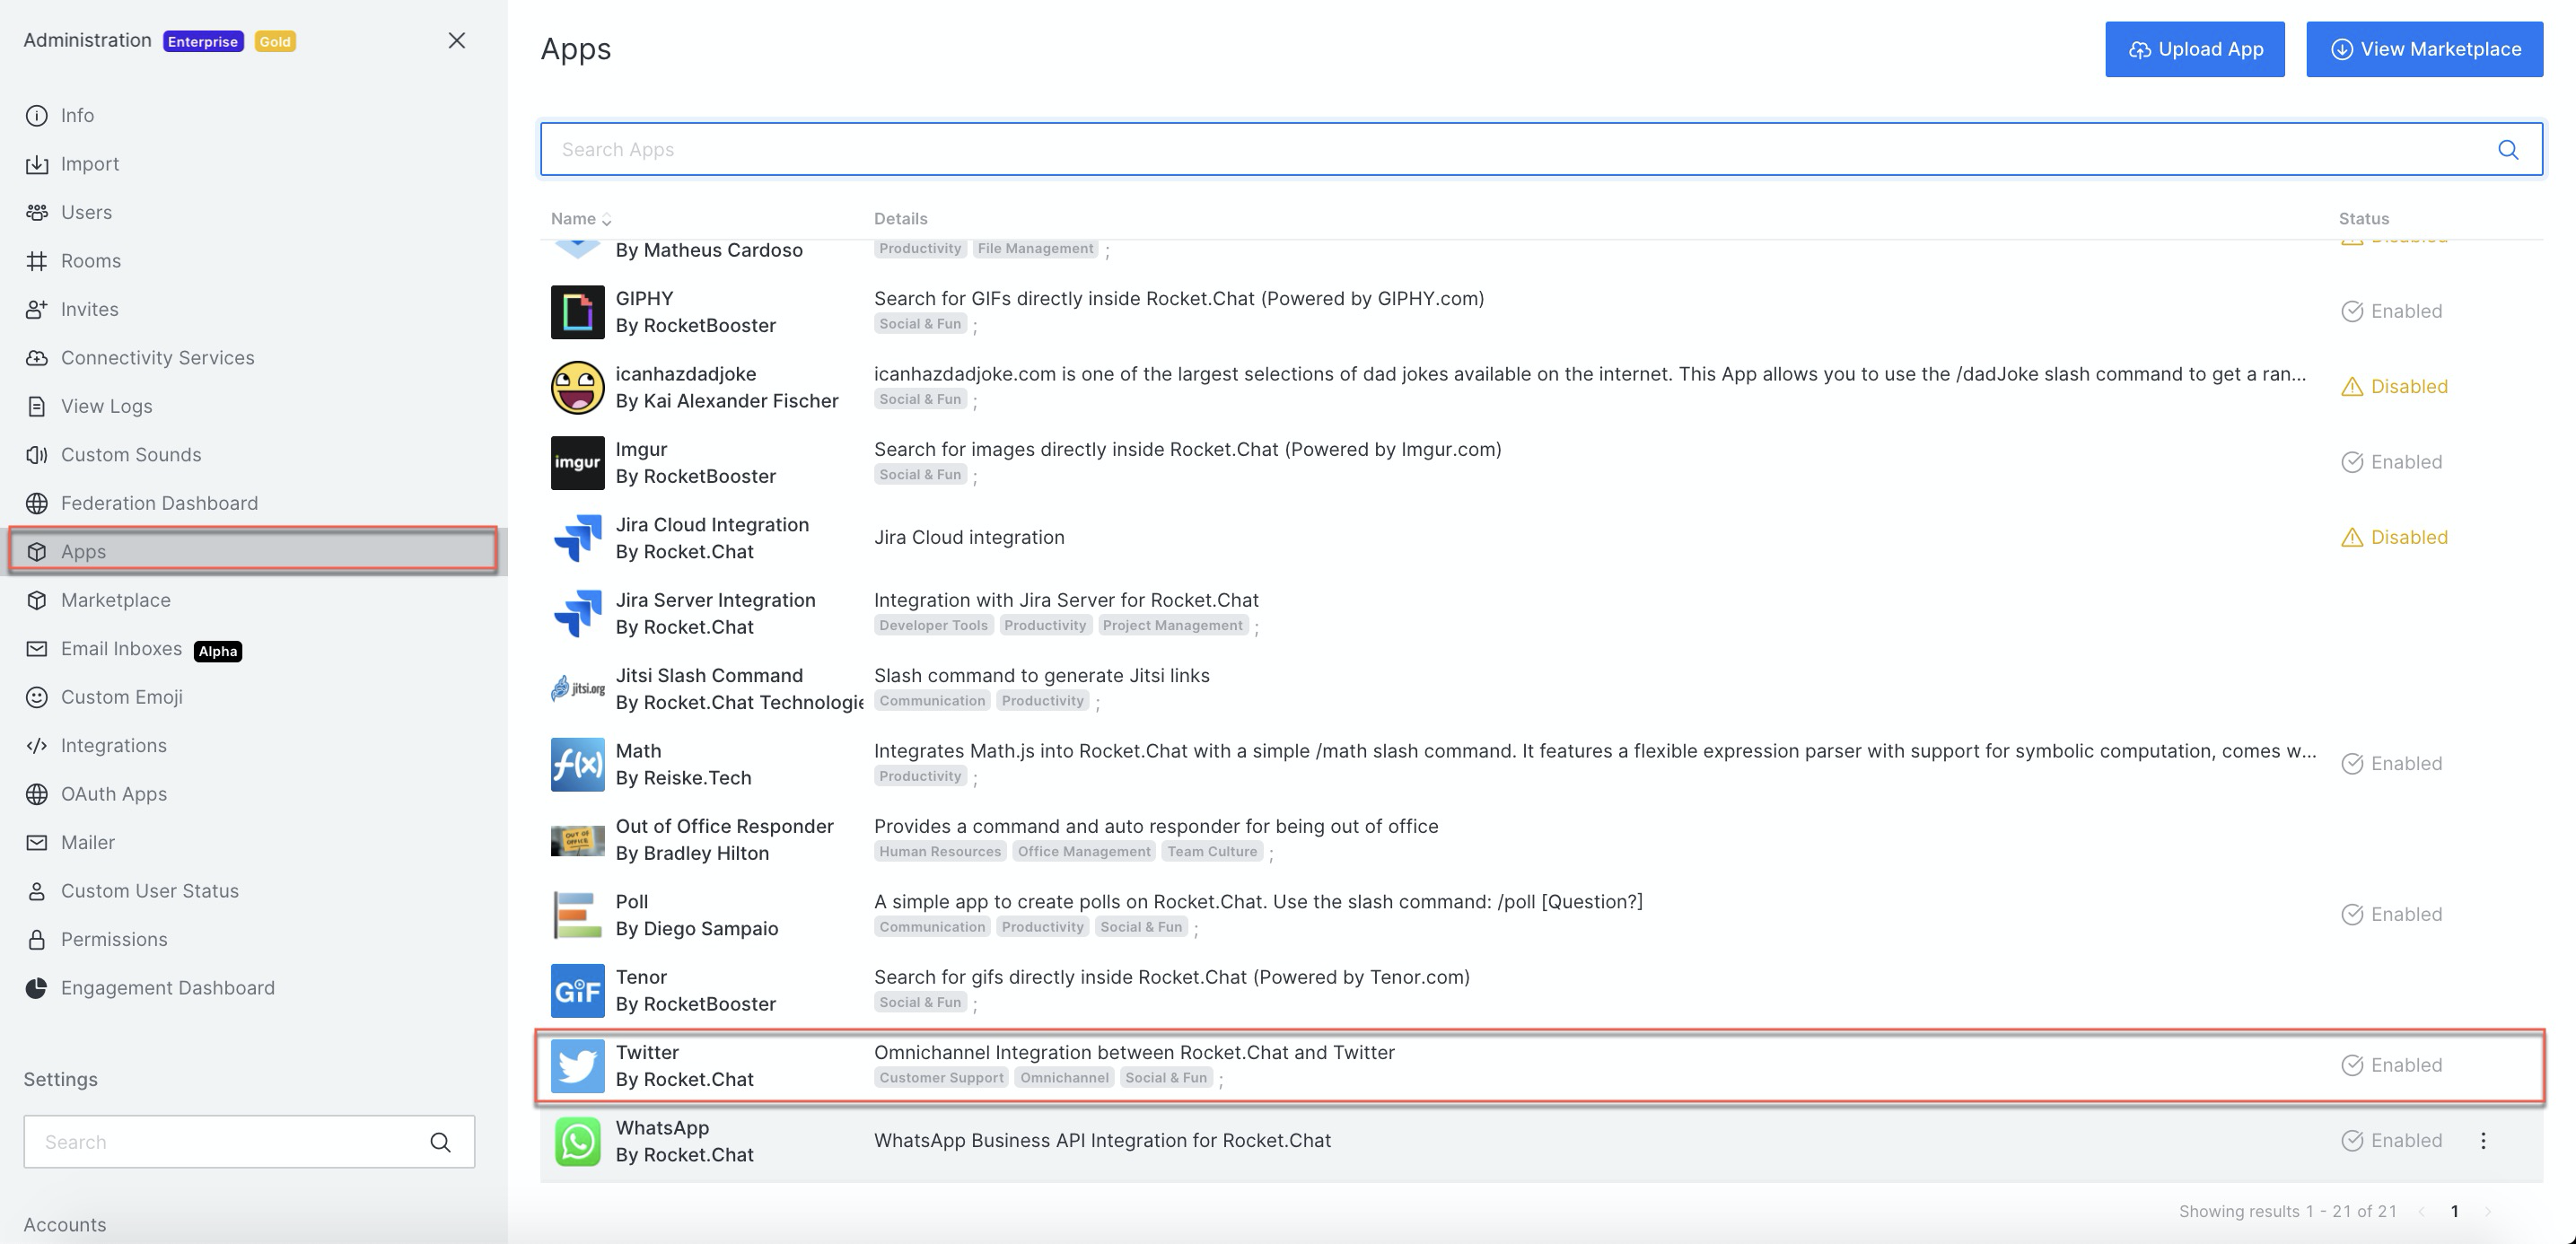 Administration Enterprise Gold
Info
Import
Users
Rooms
Invites
Connectivity Services
View Logs
Custom Sounds
Federation Dashboard
Apps
Marketplace
Email Inboxes Alpha
Custom Emoji
Integrations
OAuth Apps
Mailer
Custom User Status
Permissions
Engagement Dashboard
Settings
Search
Accounts
Apps
Upload App
View Marketplace
Search Apps
Name Details Status
By Matheus Cardoso
Productivity File Management ;
Disabled
GIPHY
By RocketBooster
Search for GIFs directly inside Rocket.Chat (Powered by GIPHY.com)
Social & Fun ;
Enabled
icanhazdadjoke
By Kai Alexander Fischer
icanhazdadjoke.com is one of the largest selections of dad jokes available on the internet. This App allows you to use the /dadJoke slash command to get a ran...
Social & Fun ;
Disabled
imgur
Imgur
By RocketBooster
Search for images directly inside Rocket.Chat (Powered by Imgur.com)
Social & Fun ;
Enabled
Jira Cloud Integration
By Rocket.Chat
Jira Cloud integration
Disabled
Jira Server Integration
By Rocket.Chat
Integration with Jira Server for Rocket.Chat
Developer Tools Productivity Project Management ;
jitsi.org
Jitsi Slash Command
By Rocket.Chat Technologie
Slash command to generate Jitsi links
Communication Productivity ;
f(x)
Math
By Reiske.Tech
Integrates Math.js into Rocket.Chat with a simple /math slash command. It features a flexible expression parser with support for symbolic computation, comes w...
Productivity ;
Enabled
OUT OF
OFFICE
Out of Office Responder
By Bradley Hilton
Provides a command and auto responder for being out of office
Human Resources Office Management Team Culture ;
Poll
By Diego Sampaio
A simple app to create polls on Rocket.Chat. Use the slash command: /poll [Question?]
Communication Productivity Social & Fun ;
Enabled
GIF
Tenor
By RocketBooster
Search for gifs directly inside Rocket.Chat (Powered by Tenor.com)
Social & Fun ;
Twitter
By Rocket.Chat
Omnichannel Integration between Rocket.Chat and Twitter
Customer Support Omnichannel Social & Fun ;
Enabled
WhatsApp
By Rocket.Chat
WhatsApp Business API Integration for Rocket.Chat
Enabled
Showing results 1 - 21 of 21 1